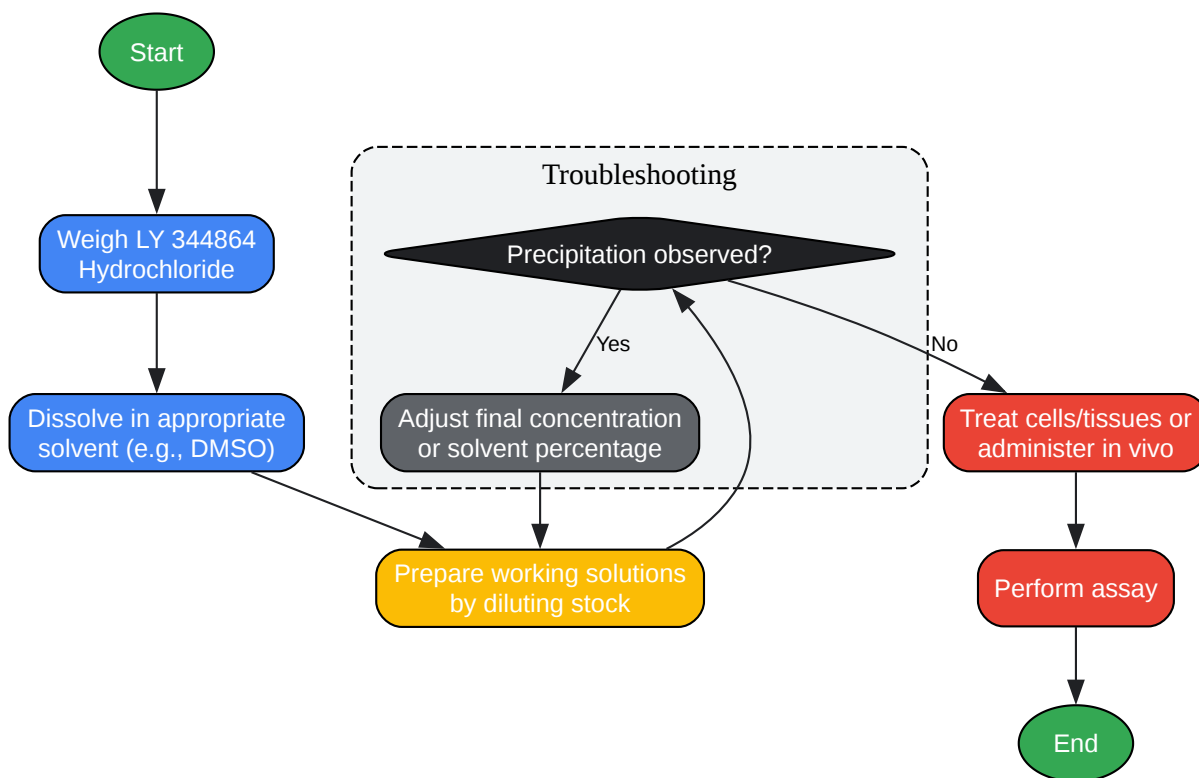 Start
Weigh LY 344864
Hydrochloride
Dissolve in appropriate
solvent (e.g., DMSO)
Troubleshooting
Precipitation observed?
Yes
No
Adjust final concentration
or solvent percentage
Prepare working solutions
by diluting stock
Treat cells/tissues or
administer in vivo
Perform assay
End